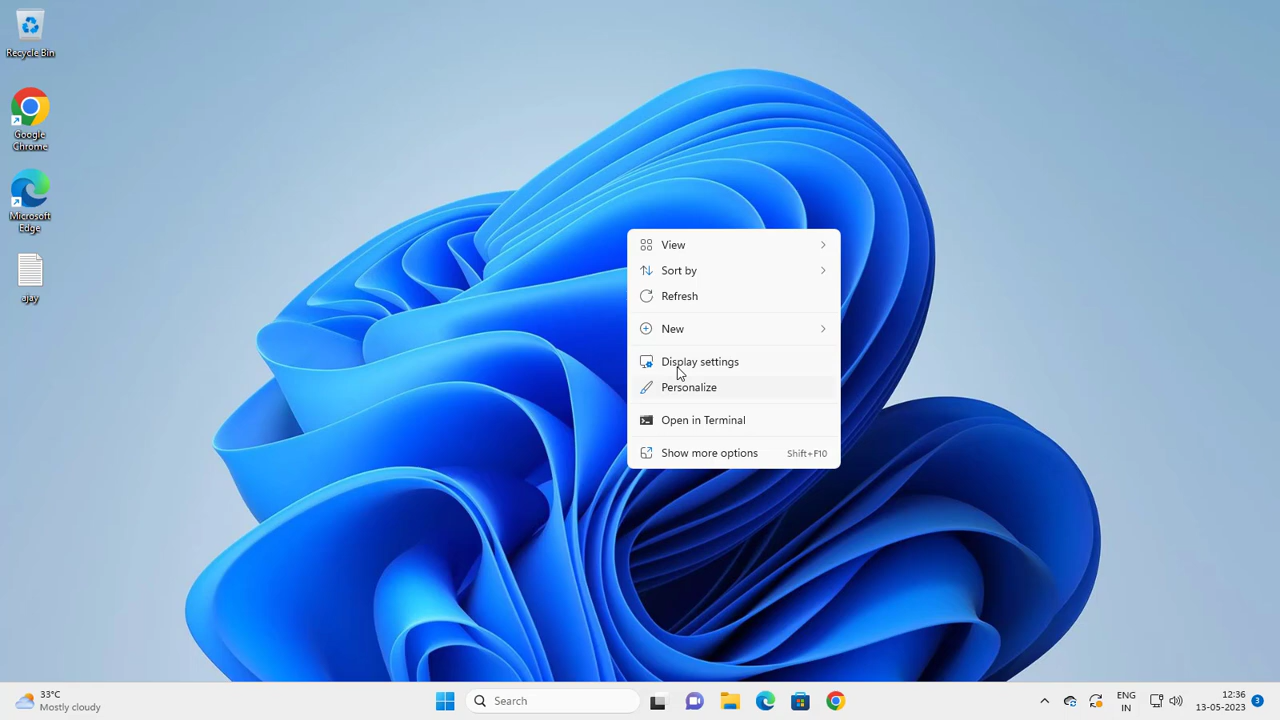 Recycle Bin
Google
Chrome
Microsoft
Edge
ajay
View
Sort by
Refresh
New
Display settings
Personalize
Open in Terminal
Show more options Shift+F10
33°C
Mostly cloudy
Search
ENG
IN
12:36
13-05-2023
3